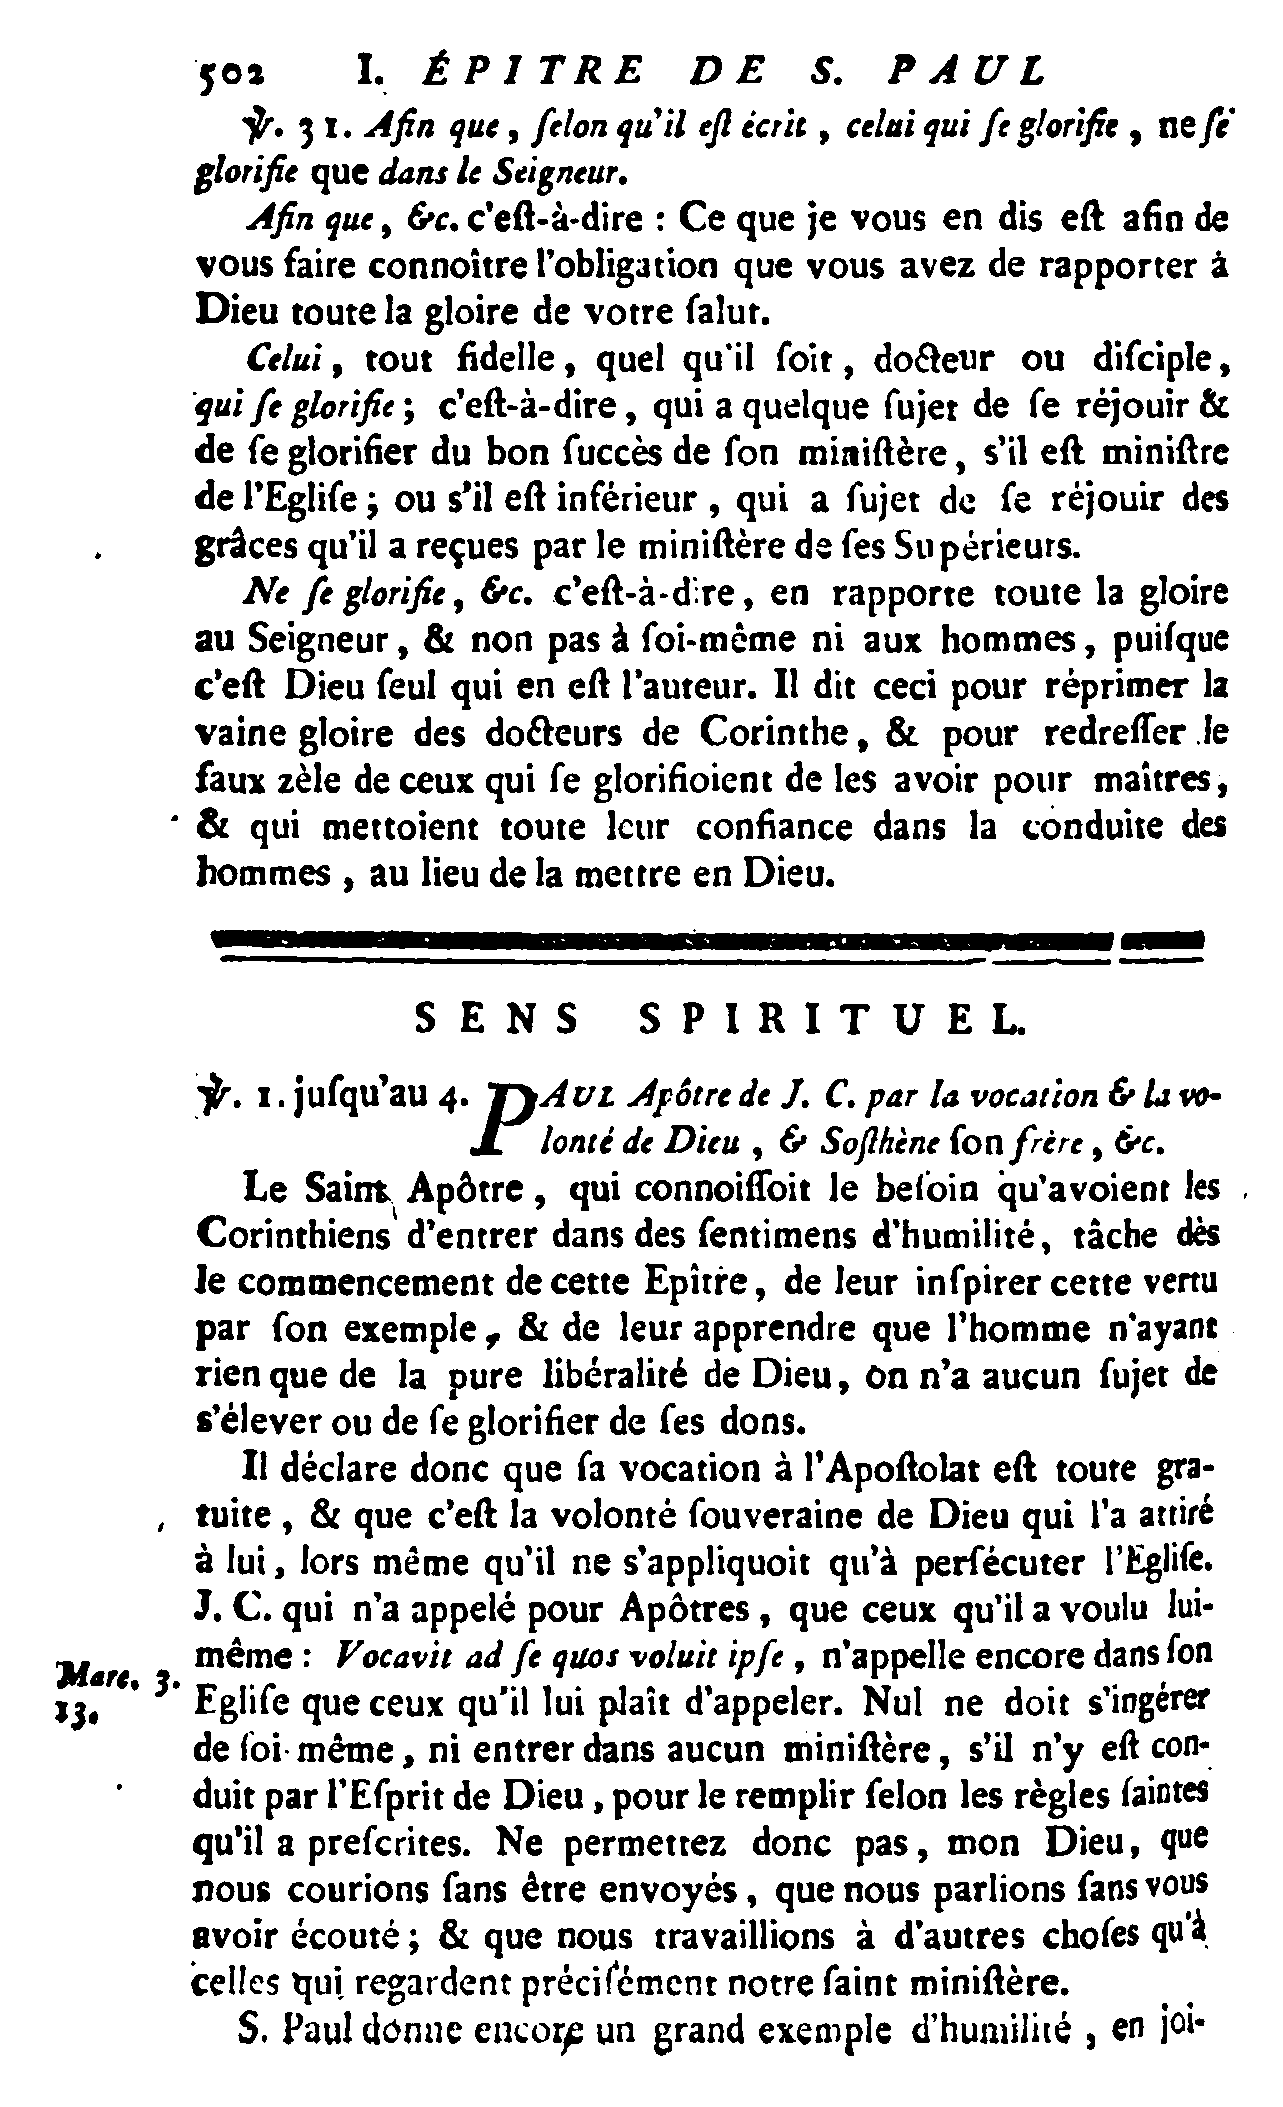 502 I. ÉPITRE DE S. PAUL
℣. 31. Afin que, ſelon qu'il eſt écrit, celui qui ſe glorifie, ne ſe
glorifie que dans le Seigneur.
Afin que, &c. c'eſt-à-dire : Ce que je vous en dis eſt afin de
vous faire connoître l'obligation que vous avez de rapporter à
Dieu toute la gloire de votre ſalut.
Celui, tout fidelle, quel qu'il ſoit, docteur ou diſciple,
qui ſe glorifie ; c'eſt-à-dire, qui a quelque ſujet de ſe réjouir &
de ſe glorifier du bon ſuccès de ſon miniſtère, s'il eſt miniſtre
de l'Egliſe ; ou s'il eſt inférieur, qui a ſujet de ſe réjouir des
grâces qu'il a reçues par le miniſtère de ſes Supérieurs.
Ne ſe glorifie, &c. c'eſt-à-dire, en rapporte toute la gloire
au Seigneur, & non pas à ſoi-même ni aux hommes, puiſque
c'eſt Dieu ſeul qui en eſt l'auteur. Il dit ceci pour réprimer la
vaine gloire des docteurs de Corinthe, & pour redreſſer le
faux zèle de ceux qui ſe glorifioient de les avoir pour maîtres,
& qui mettoient toute leur confiance dans la conduite des
hommes, au lieu de la mettre en Dieu.
SENS SPIRITUEL.
℣. 1. juſqu'au 4. PAUL Apôtre de J. C. par la vocation & la vo-
lonté de Dieu, & Soſthène ſon frère, &c.
Le Saint Apôtre, qui connoiſſoit le beſoin qu'avoient les
Corinthiens d'entrer dans des ſentimens d'humilité, tâche dès
le commencement de cette Epître, de leur inſpirer cette vertu
par ſon exemple, & de leur apprendre que l'homme n'ayant
rien que de la pure libéralité de Dieu, on n'a aucun ſujet de
s'élever ou de ſe glorifier de ſes dons.
Il déclare donc que ſa vocation à l'Apoſtolat eſt toute gra-
tuite, & que c'eſt la volonté ſouveraine de Dieu qui l'a attiré
à lui, lors même qu'il ne s'appliquoit qu'à perſécuter l'Egliſe.
J. C. qui n'a appelé pour Apôtres, que ceux qu'il a voulu lui-
même : Vocavit ad ſe quos voluit ipſe, n'appelle encore dans ſon
Marc. 3.
13.
Egliſe que ceux qu'il lui plaît d'appeler. Nul ne doit s'ingérer
de ſoi-même, ni entrer dans aucun miniſtère, s'il n'y eſt con-
duit par l'Eſprit de Dieu, pour le remplir ſelon les règles ſaintes
qu'il a preſcrites. Ne permettez donc pas, mon Dieu, que
nous courions ſans être envoyés, que nous parlions ſans vous
avoir écouté ; & que nous travaillions à d'autres choſes qu'à
celles qui regardent préciſément notre ſaint miniſtère.
S. Paul donne encore un grand exemple d'humilité, en joi-